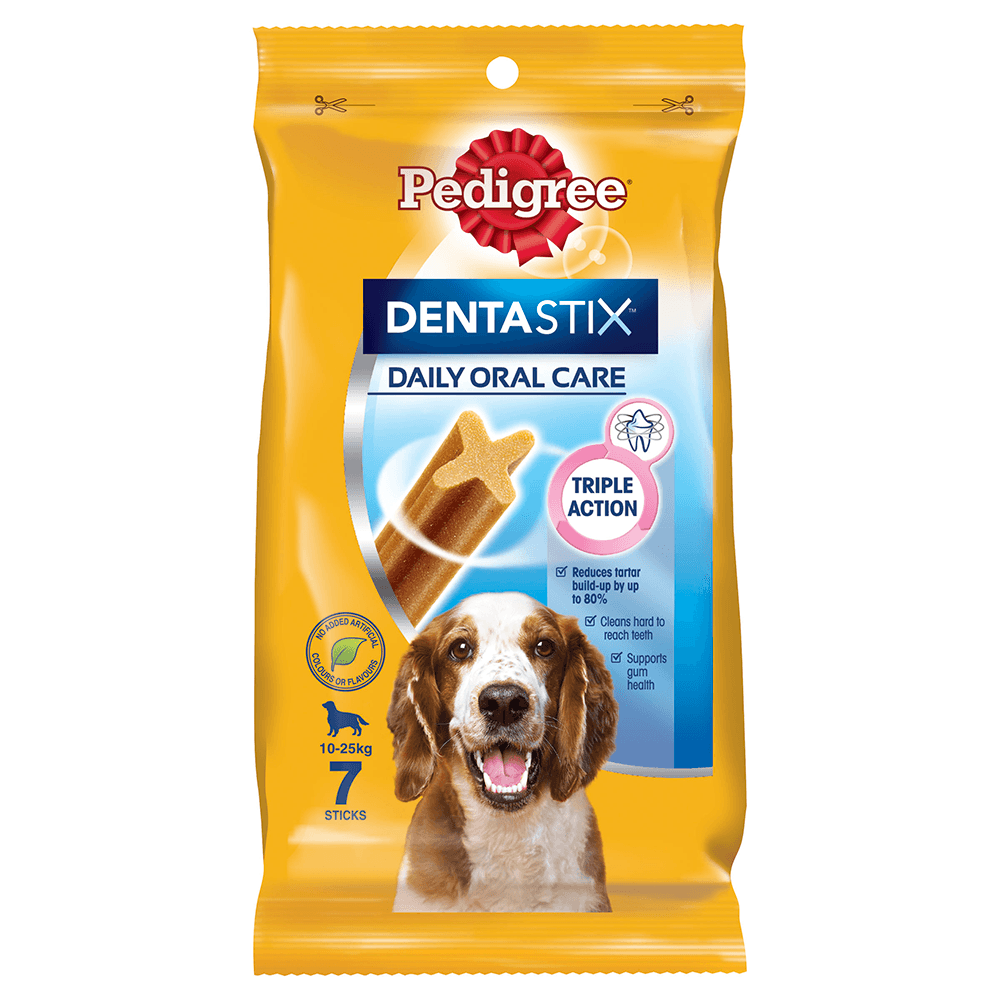 Pedigree®
DENTASTIX™
DAILY ORAL CARE
TRIPLE
ACTION
Reduces tartar
build-up by up
to 80%
Cleans hard to
reach teeth
Supports
gum
health
NO ADDED ARTIFICIAL
COLOURS OR FLAVOURS
10-25kg
7
STICKS